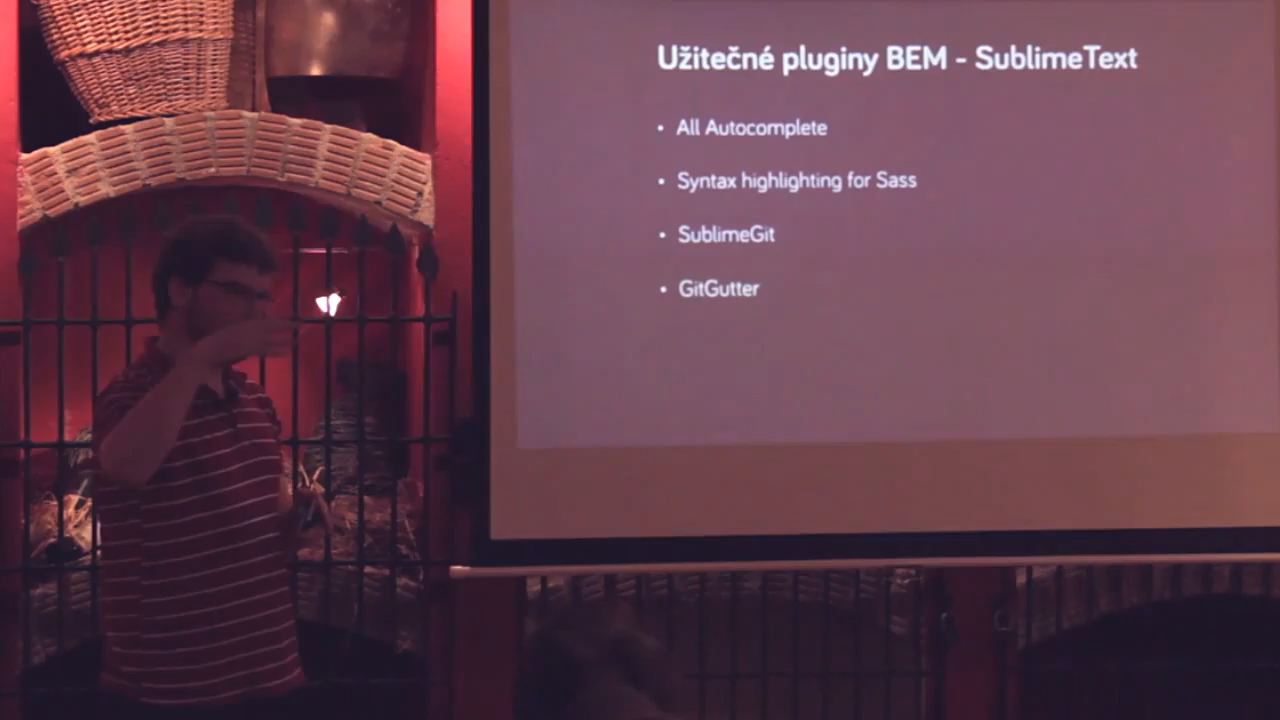 Užitečné pluginy BEM - SublimeText
• All Autocomplete
• Syntax highlighting for Sass
• SublimeGit
• GitGutter